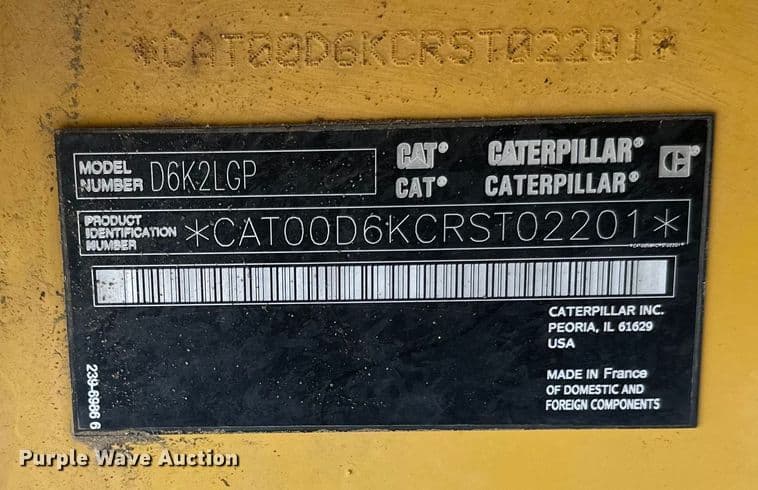 *CAT00D6KCRST02201*
MODEL NUMBER D6K2LGP
CAT® CATERPILLAR®
CAT® CATERPILLAR®
PRODUCT IDENTIFICATION NUMBER *CAT00D6KCRST02201*
CATERPILLAR INC.
PEORIA, IL 61629
USA
MADE IN France
OF DOMESTIC AND
FOREIGN COMPONENTS
239-6986 6
Purple Wave Auction